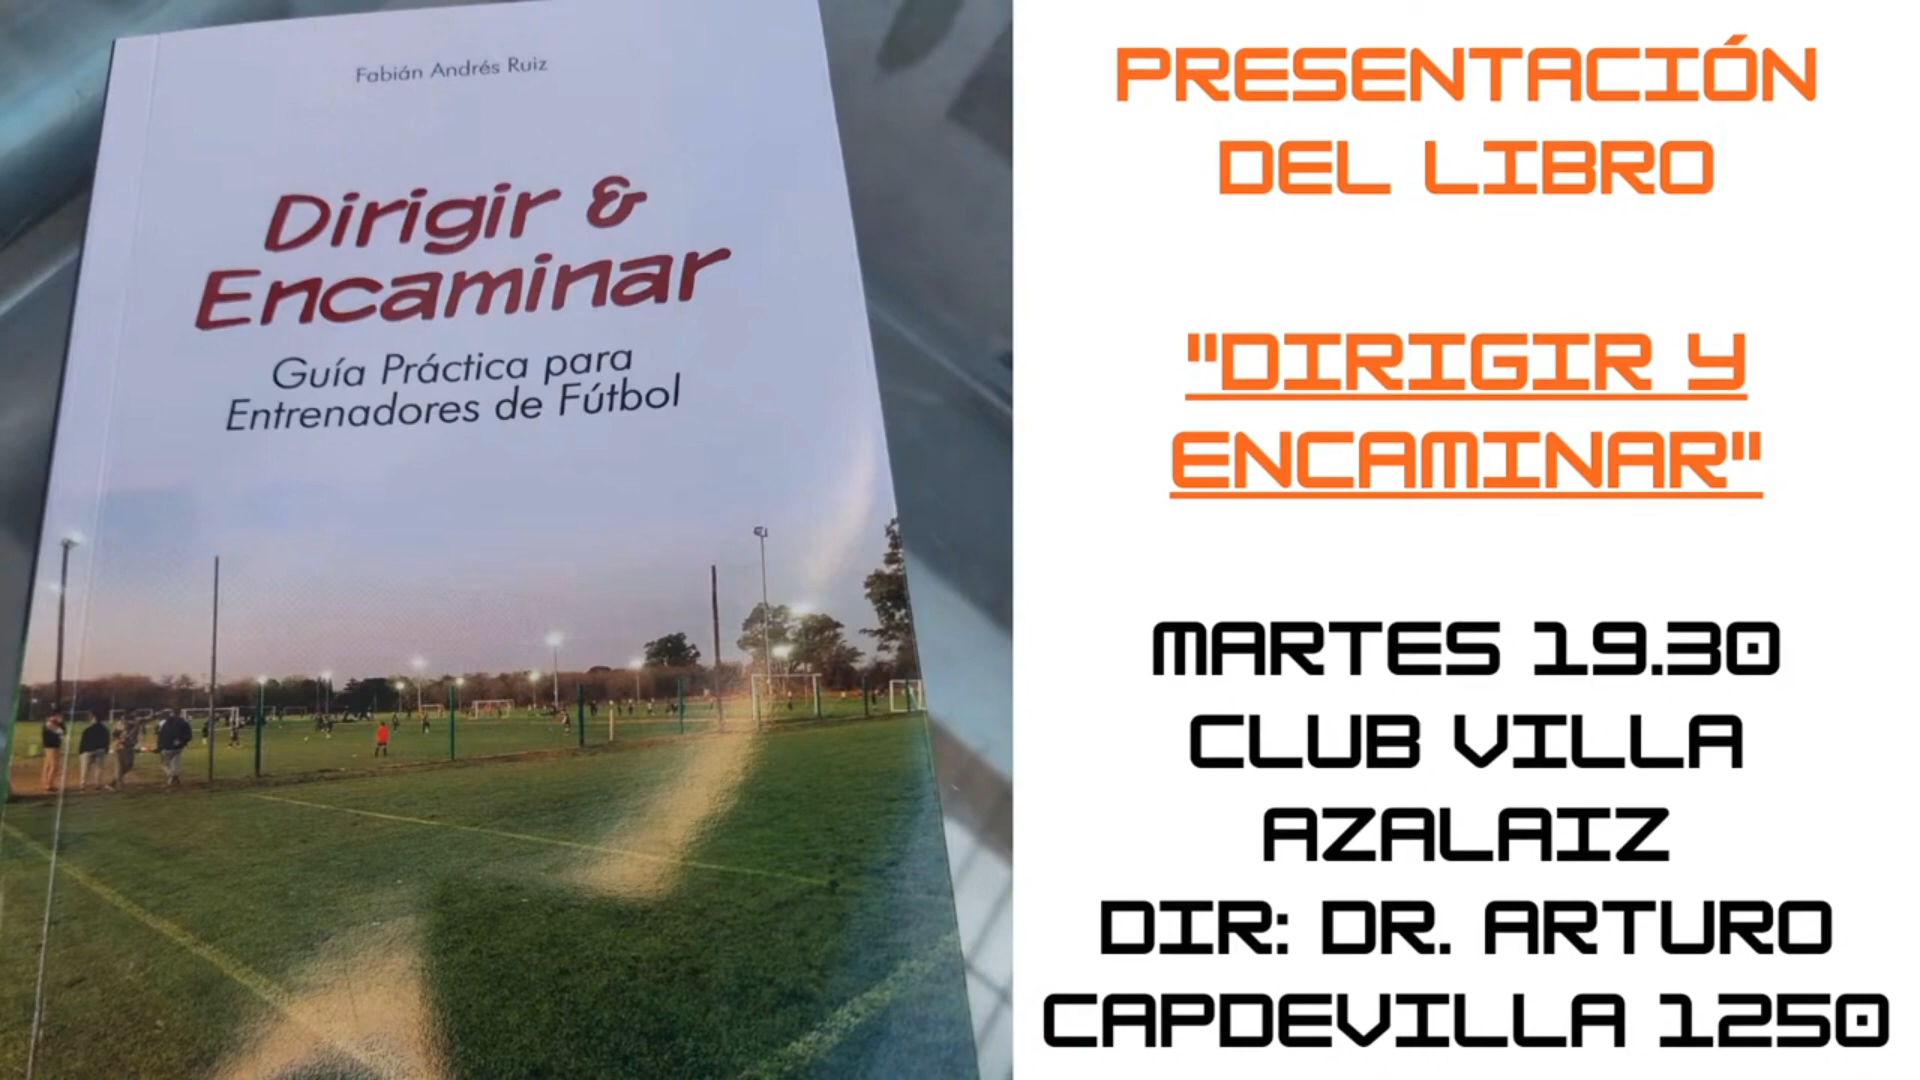 Fabián Andrés Ruiz
Dirigir &
Encaminar
Guía Práctica para
Entrenadores de Fútbol
PRESENTACIÓN
DEL LIBRO
"DIRIGIR Y
ENCAMINAR"
MARTES 19.30
CLUB VILLA
AZALAIZ
DIR: DR. ARTURO
CAPDEVILLA 1250